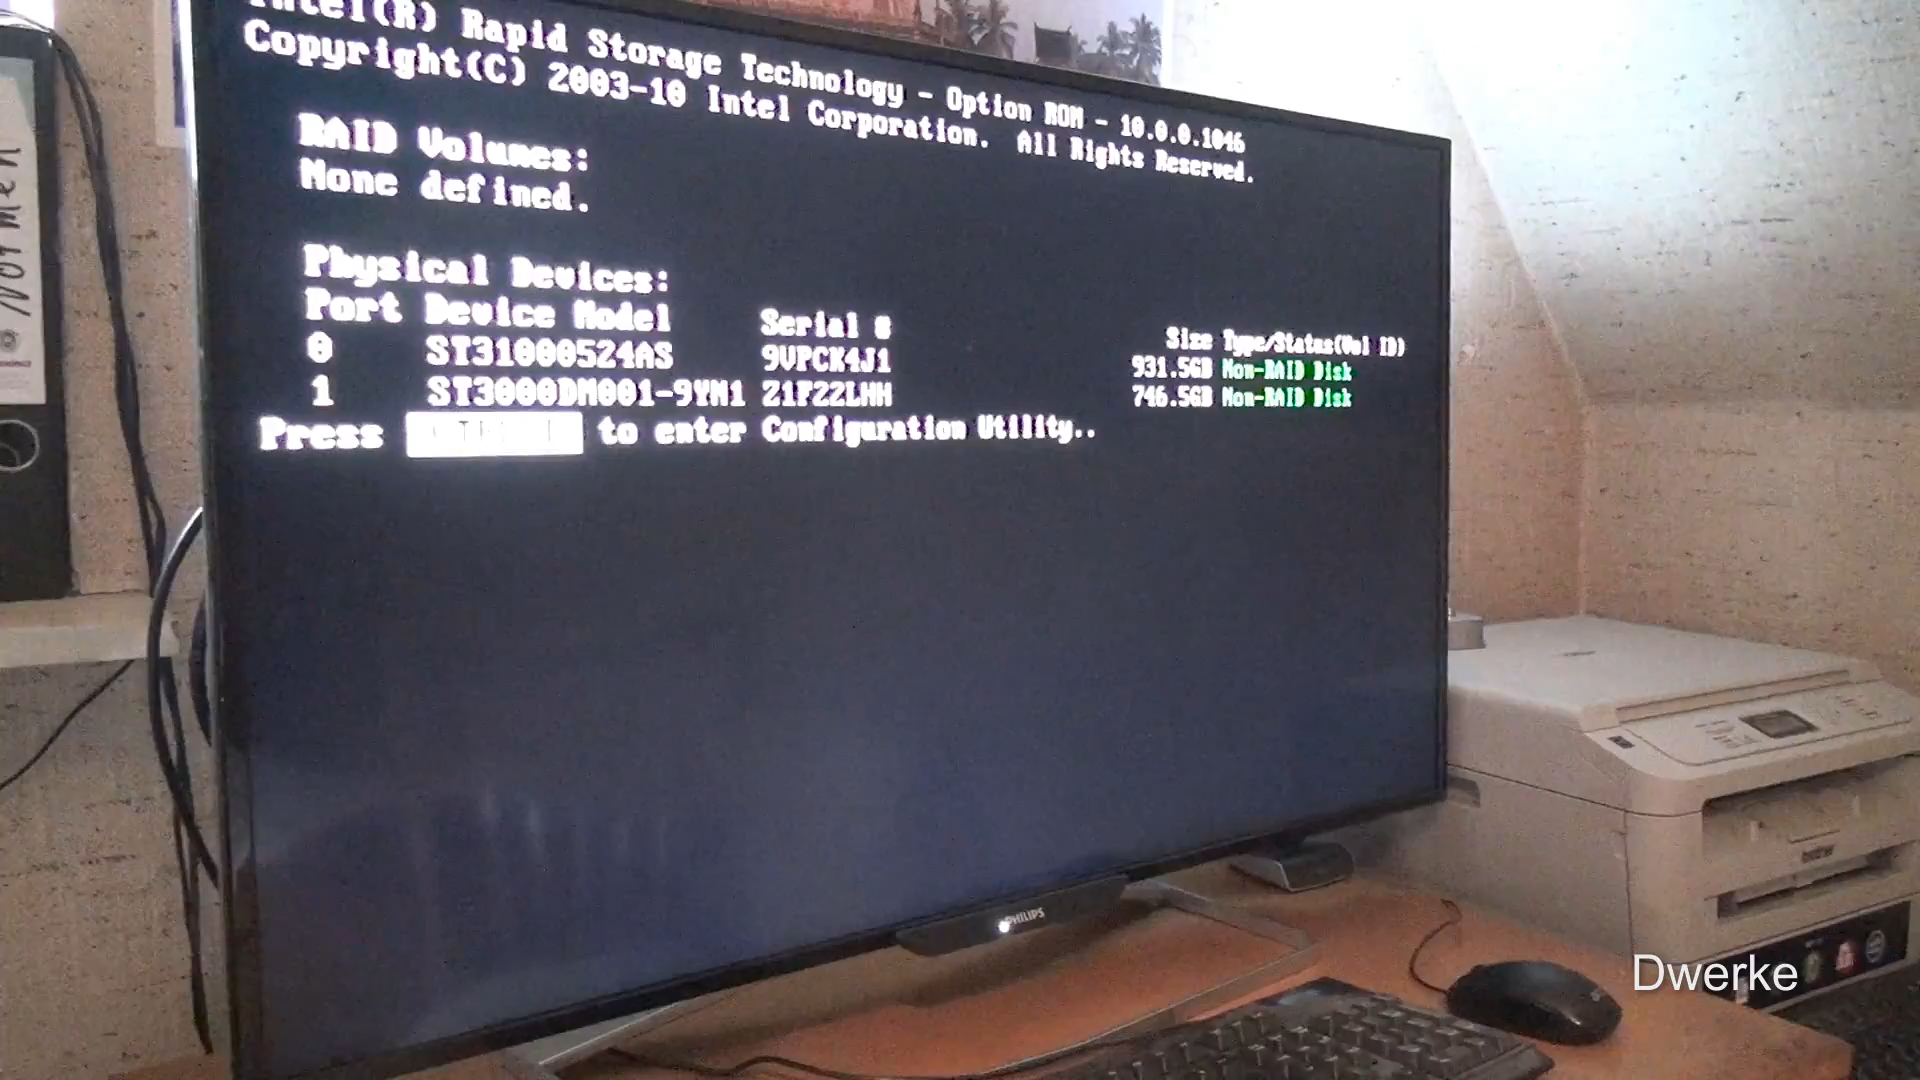 Intel(R) Rapid Storage Technology - Option ROM - 10.0.0.1046
Copyright(C) 2003-10 Intel Corporation. All Rights Reserved.
RAID Volumes:
None defined.
Physical Devices:
Port Device Model Serial # Size Type/Status(Vol ID)
0 ST31000524AS 9VPCK4J1 931.5GB Non-RAID Disk
1 ST3000DM001-9YN1 Z1F22LHH 746.5GB Non-RAID Disk
Press to enter Configuration Utility..
PHILIPS
brother
Dwerke